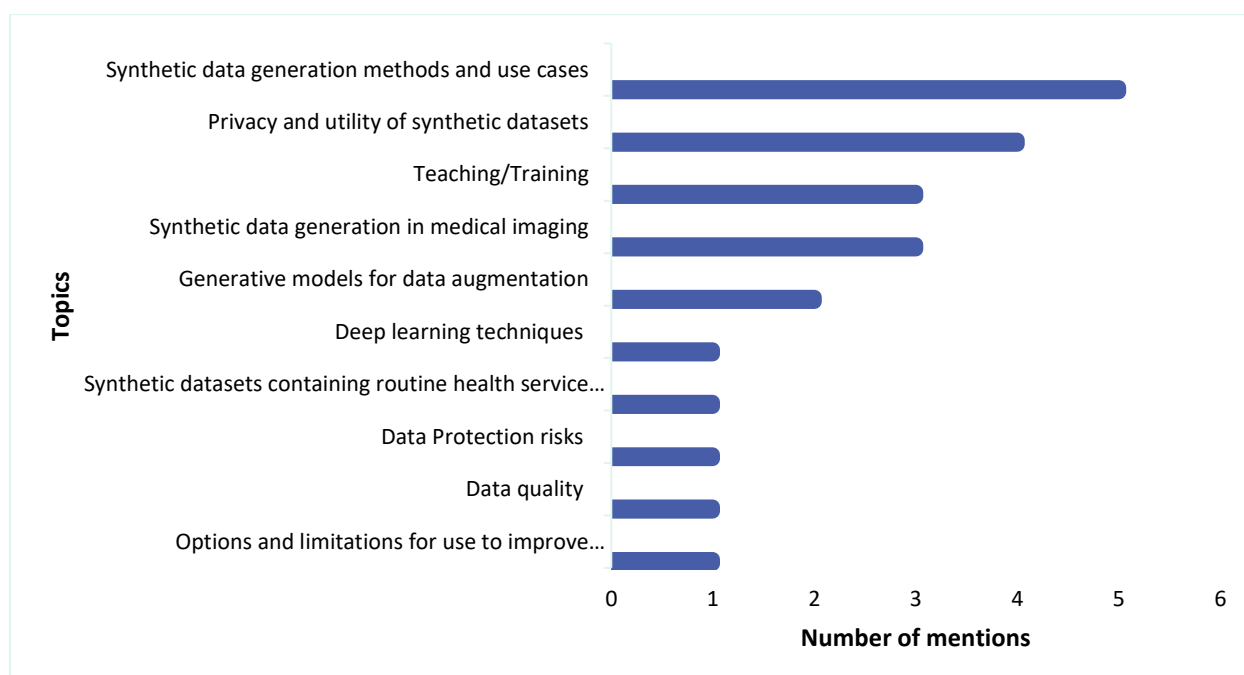 Synthetic data generation methods and use cases
Privacy and utility of synthetic datasets
Teaching/Training
Synthetic data generation in medical imaging
Generative models for data augmentation
Deep learning techniques
Synthetic datasets containing routine health service...
Data Protection risks
Data quality
Options and limitations for use to improve...
Topics
0 1 2 3 4 5 6
Number of mentions